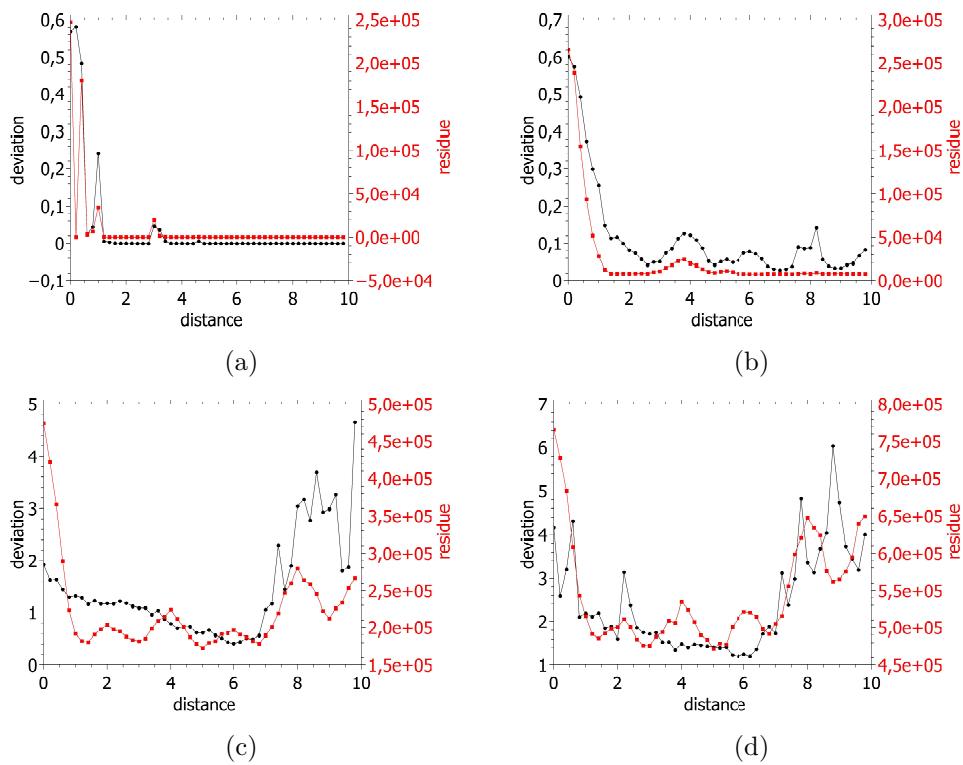 0,6
0,5
0,4
0,3
0,2
0,1
0
−0,1
deviation
2,5e+05
2,0e+05
1,5e+05
1,0e+05
5,0e+04
0,0e+00
−5,0e+04
residue
0 2 4 6 8 10
distance
(a)
0,7
0,6
0,5
0,4
0,3
0,2
0,1
0
deviation
3,0e+05
2,5e+05
2,0e+05
1,5e+05
1,0e+05
5,0e+04
0,0e+00
residue
0 2 4 6 8 10
distance
(b)
5
4
3
2
1
0
deviation
5,0e+05
4,5e+05
4,0e+05
3,5e+05
3,0e+05
2,5e+05
2,0e+05
1,5e+05
residue
0 2 4 6 8 10
distance
(c)
7
6
5
4
3
2
1
deviation
8,0e+05
7,5e+05
7,0e+05
6,5e+05
6,0e+05
5,5e+05
5,0e+05
4,5e+05
residue
0 2 4 6 8 10
distance
(d)